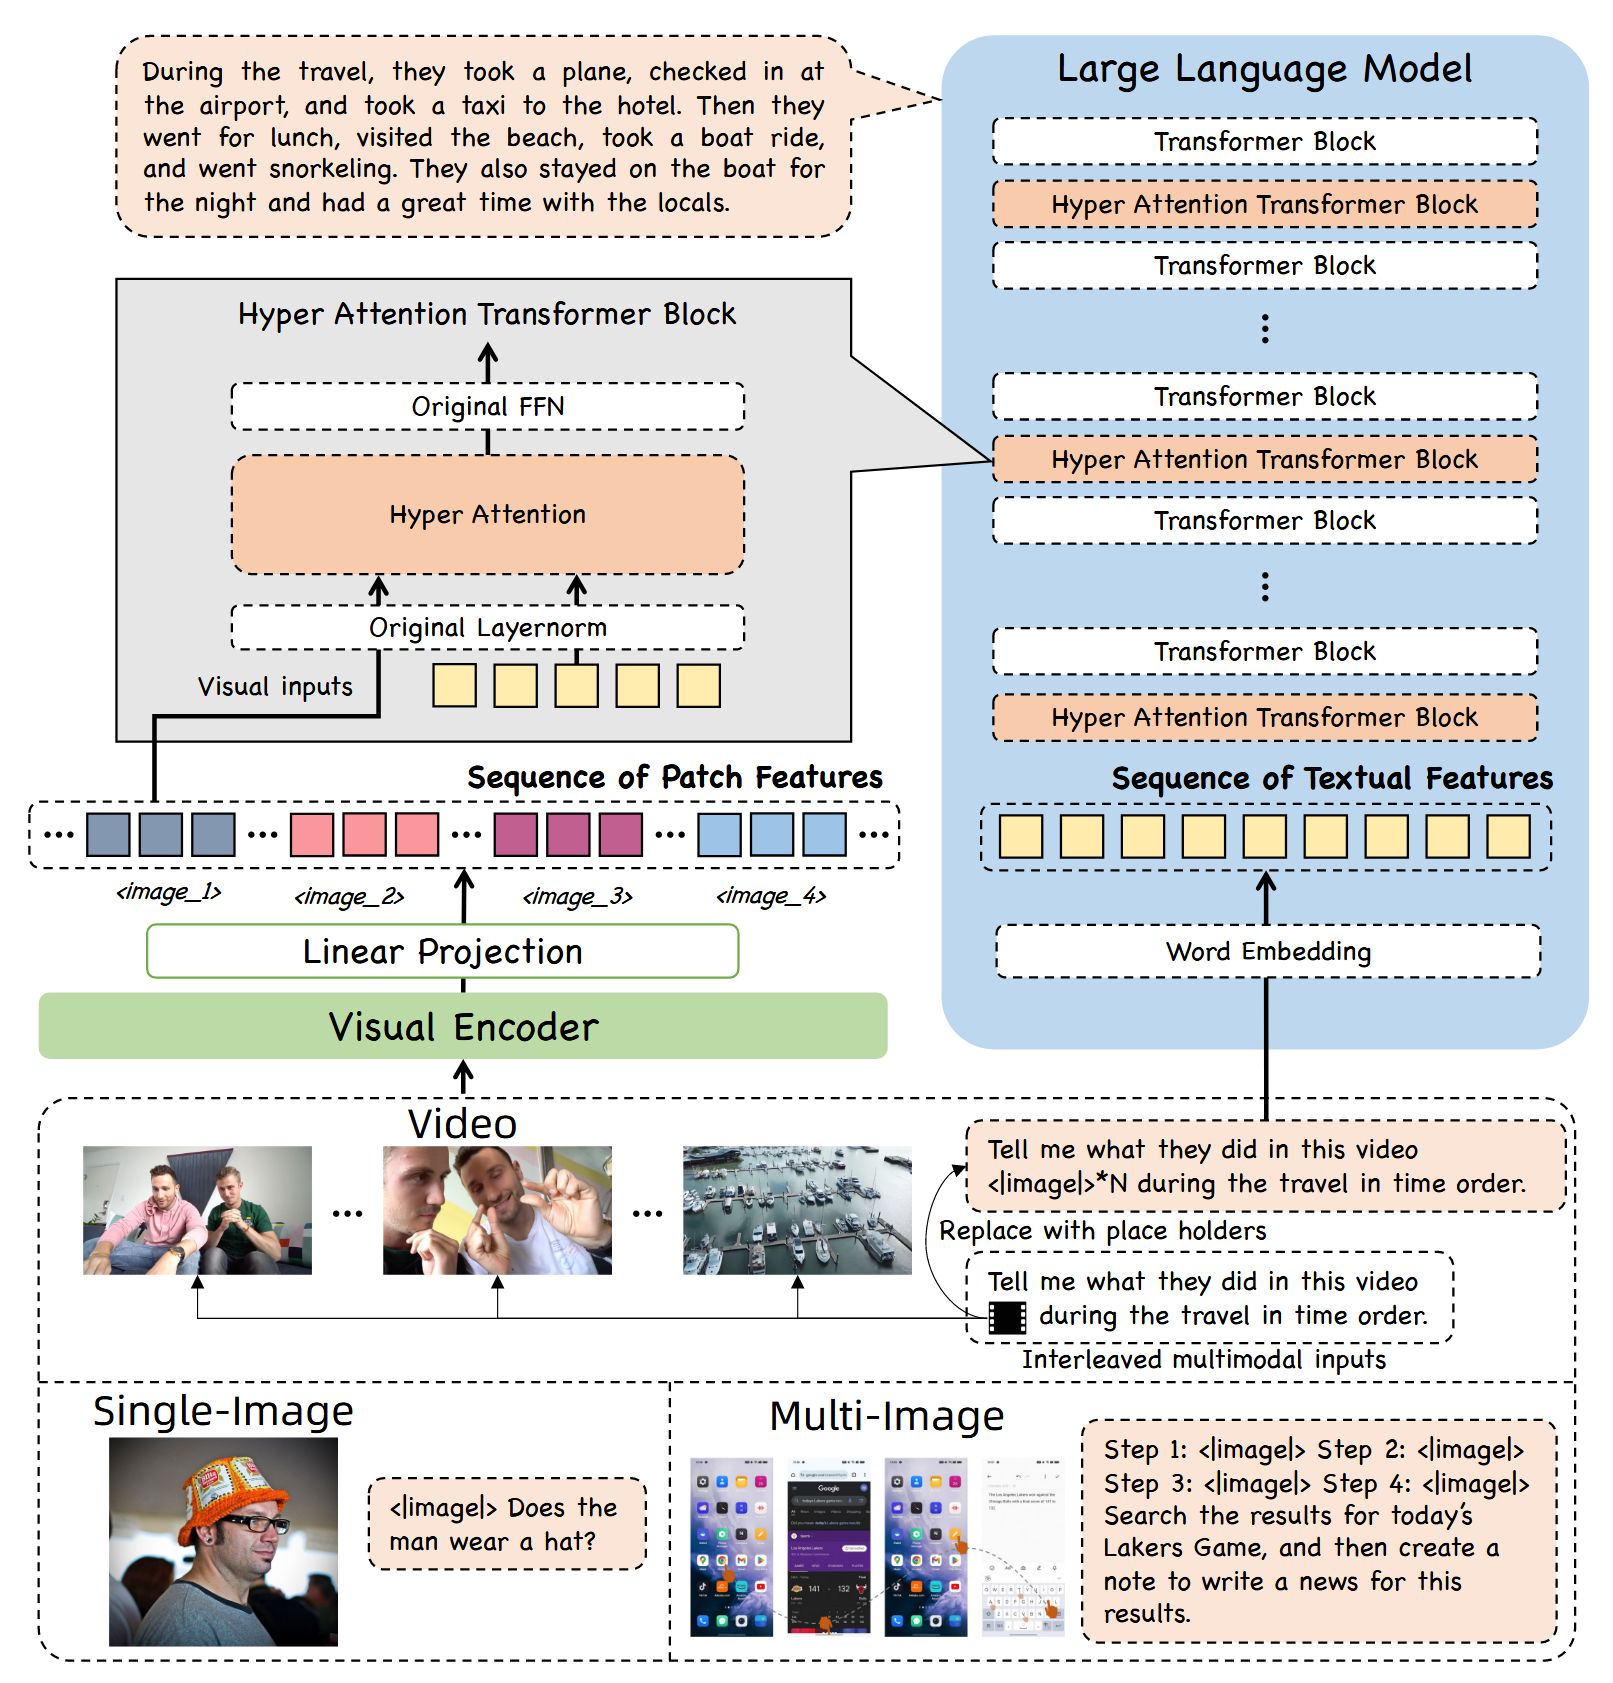 During the travel, they took a plane, checked in at
the airport, and took a taxi to the hotel. Then they
went for lunch, visited the beach, took a boat ride,
and went snorkeling. They also stayed on the boat for
the night and had a great time with the locals.
Large Language Model
Transformer Block
Hyper Attention Transformer Block
Transformer Block
Transformer Block
Hyper Attention Transformer Block
Transformer Block
Transformer Block
Hyper Attention Transformer Block
Hyper Attention Transformer Block
Original FFN
Hyper Attention
Original Layernorm
Visual inputs
Sequence of Patch Features
<image_1>
<image_2>
<image_3>
<image_4>
Linear Projection
Visual Encoder
Sequence of Textual Features
Word Embedding
Video
Tell me what they did in this video
<|image|>*N during the travel in time order.
Replace with place holders
Tell me what they did in this video
during the travel in time order.
Interleaved multimodal inputs
Single-Image
<|image|> Does the
man wear a hat?
Multi-Image
Google
141
132
Step 1: <|image|> Step 2: <|image|>
Step 3: <|image|> Step 4: <|image|>
Search the results for today's
Lakers Game, and then create a
note to write a news for this
results.